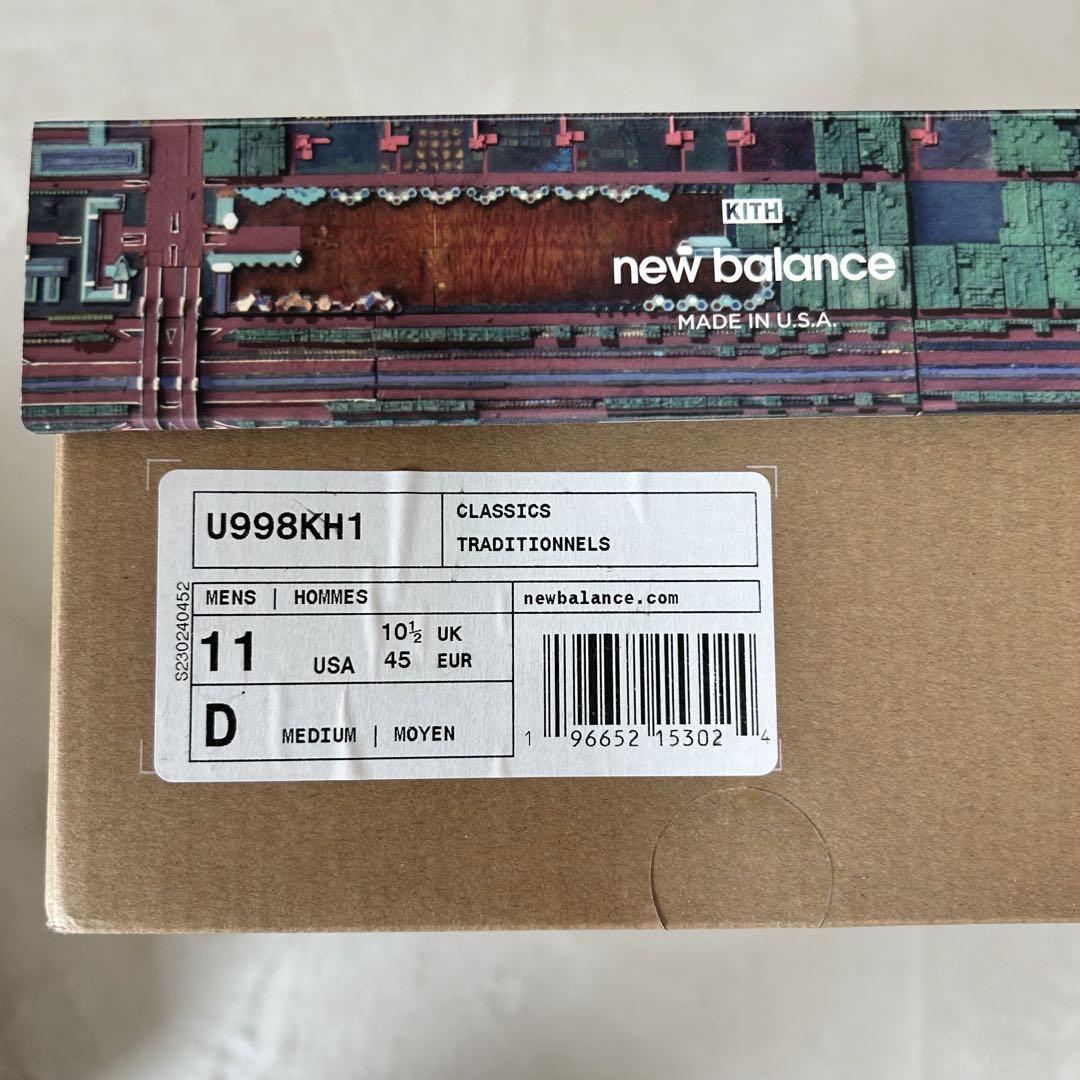 KITH
new balance
MADE IN U.S.A.
U998KH1
CLASSICS
TRADITIONNELS
S230240452
MENS | HOMMES
newbalance.com
11 USA
10½ UK
45 EUR
D MEDIUM | MOYEN
1 96652 15302 4